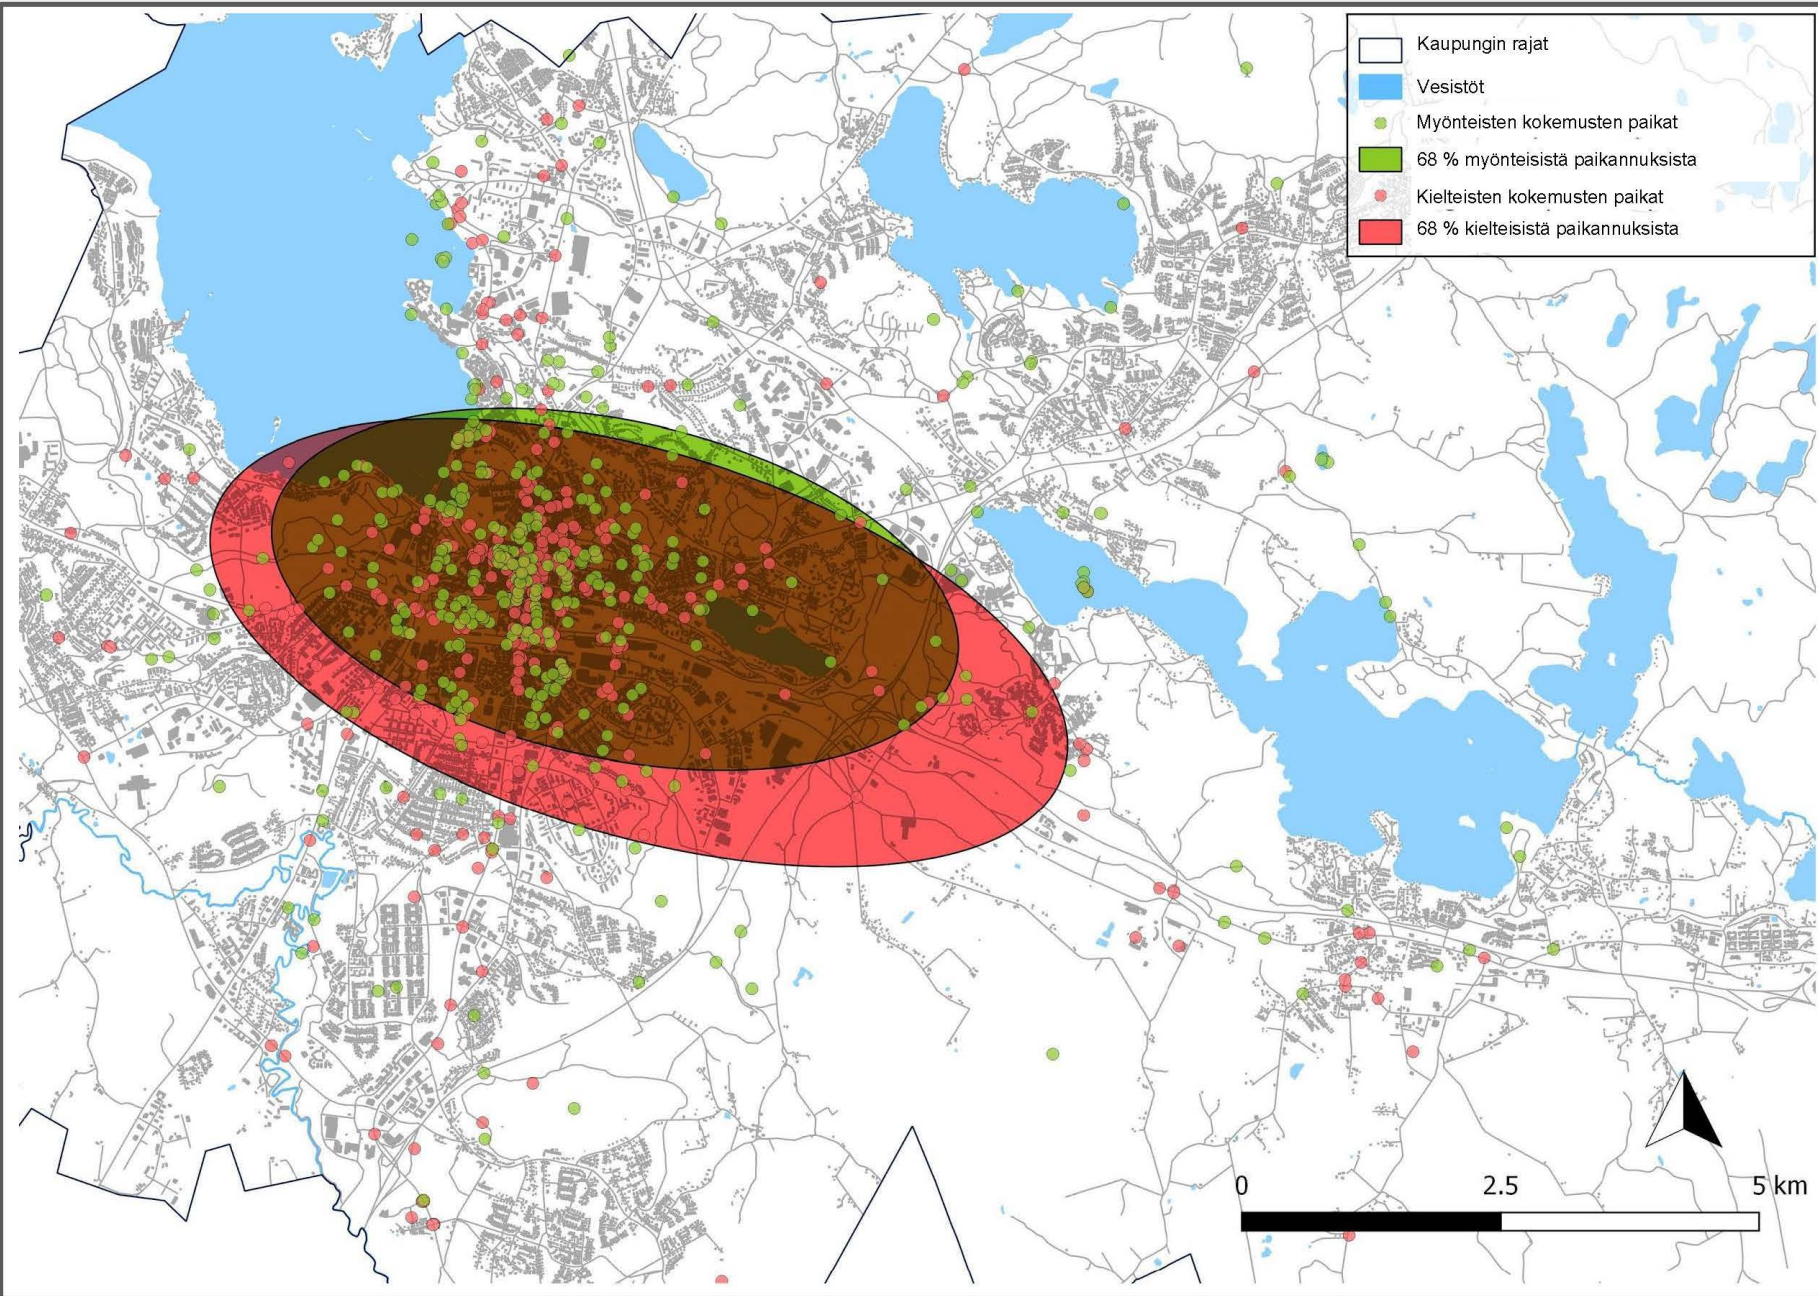 Kaupungin rajat
Vesistöt
Myönteisten kokemusten paikat
68 % myönteisistä paikannuksista
Kielteisten kokemusten paikat
68 % kielteisistä paikannuksista
0 2.5 5 km